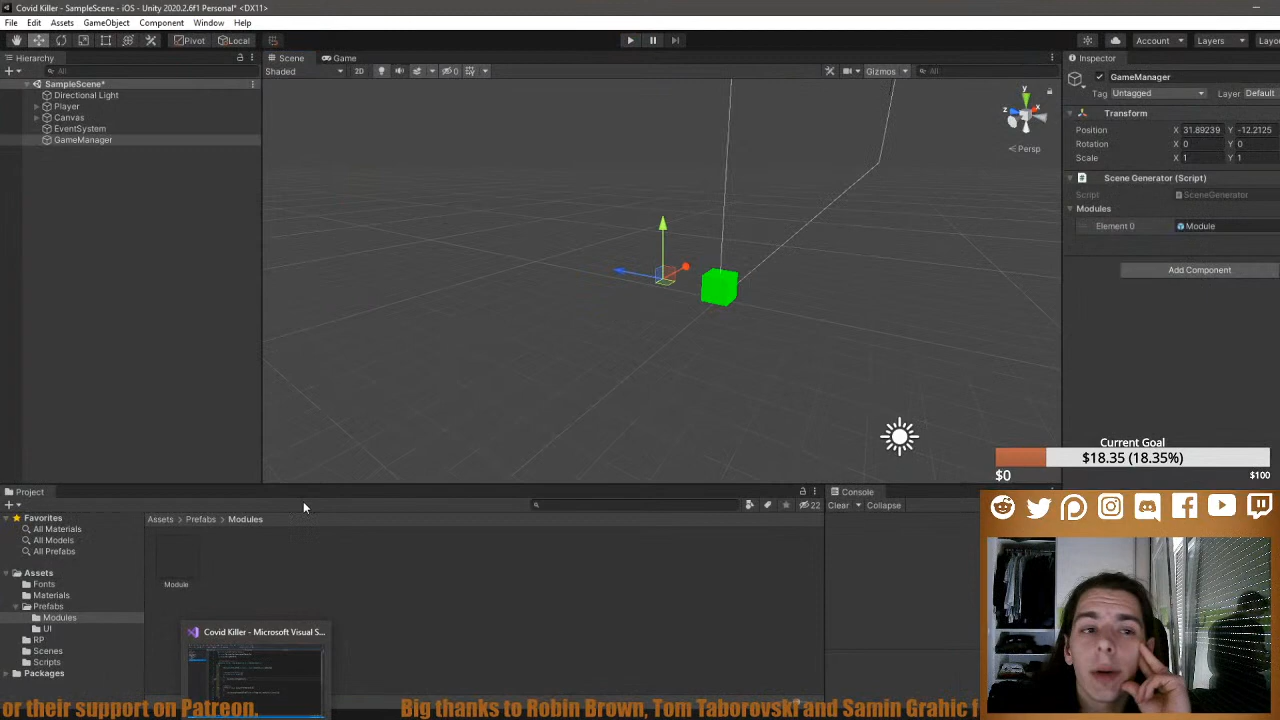 Covid Killer - SampleScene - iOS - Unity 2020.2.6f1 Personal* <DX11>
File Edit Assets GameObject Component Window Help
Pivot Local Account Layers Layou
Hierarchy Scene Game Inspector
All Shaded 2D 0 Gizmos All
SampleScene*
Directional Light
Player
Canvas
EventSystem
GameManager
y
x
z
Persp
GameManager
Tag Untagged Layer Default
Transform
Position X 31.89239 Y -12.2125
Rotation X 0 Y 0
Scale X 1 Y 1
Scene Generator (Script)
Script SceneGenerator
Modules
Element 0 Module
Add Component
Current Goal
$18.35 (18.35%)
$0 $100
Project Console
22 Clear Collapse
Favorites
All Materials
All Models
All Prefabs
Assets
Fonts
Materials
Prefabs
Modules
UI
RP
Scenes
Scripts
Packages
Assets > Prefabs > Modules
Module
Covid Killer - Microsoft Visual S...
or their support on Patreon. Big thanks to Robin Brown, Tom Taborovski and Samin Grahic f